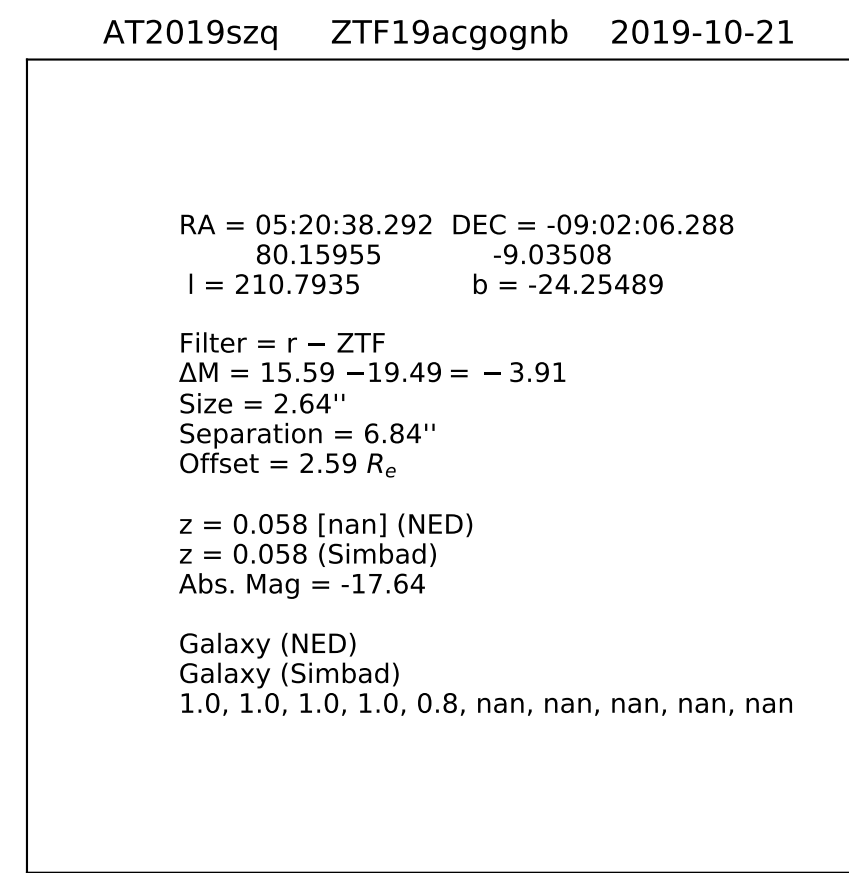 AT2019szq ZTF19acgognb 2019-10-21
RA = 05:20:38.292 DEC = -09:02:06.288
80.15955 -9.03508
l = 210.7935 b = -24.25489
Filter = r − ZTF
ΔM = 15.59 −19.49 = − 3.91
Size = 2.64''
Separation = 6.84''
Offset = 2.59 Rₑ
z = 0.058 [nan] (NED)
z = 0.058 (Simbad)
Abs. Mag = -17.64
Galaxy (NED)
Galaxy (Simbad)
1.0, 1.0, 1.0, 1.0, 0.8, nan, nan, nan, nan, nan